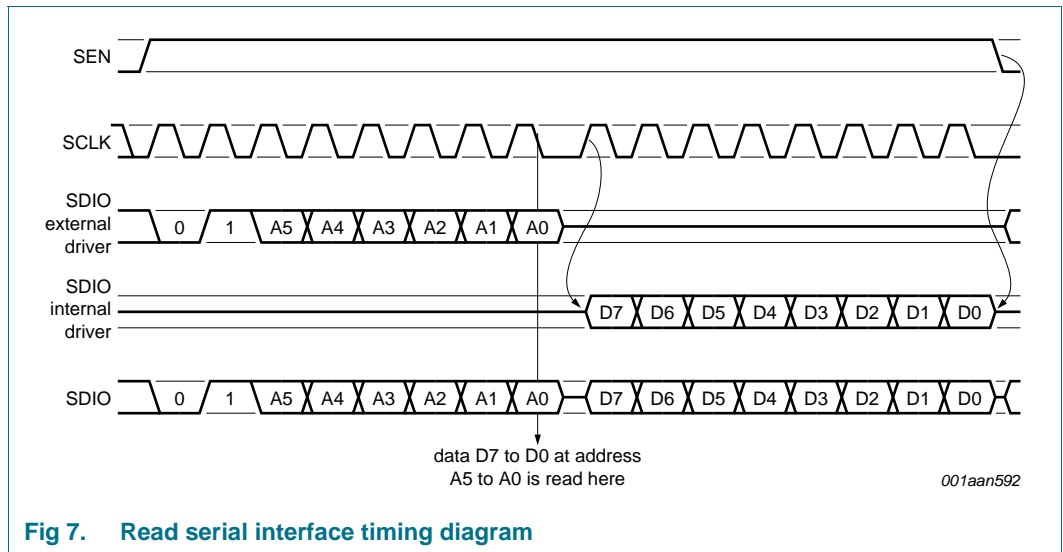 SEN
SCLK
SDIO
external
driver
0 1 A5 A4 A3 A2 A1 A0
SDIO
internal
driver
D7 D6 D5 D4 D3 D2 D1 D0
SDIO
0 1 A5 A4 A3 A2 A1 A0 D7 D6 D5 D4 D3 D2 D1 D0
data D7 to D0 at address
A5 to A0 is read here
001aan592
Fig 7. Read serial interface timing diagram